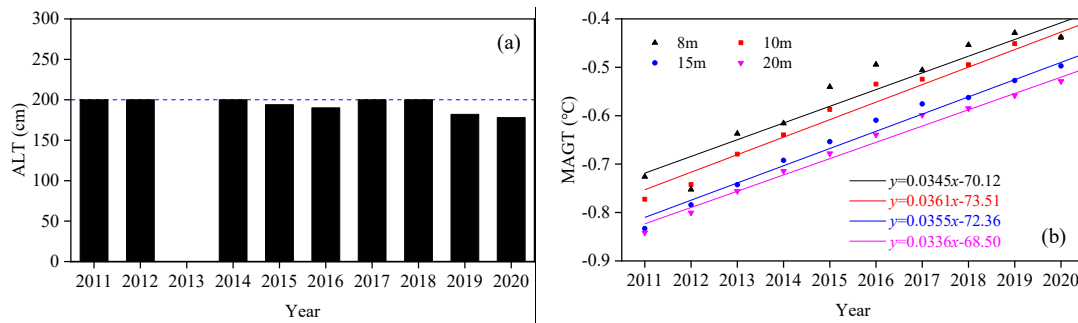 300
250
200
150
100
50
0
ALT (cm)
(a)
2011 2012 2013 2014 2015 2016 2017 2018 2019 2020
Year
-0.4
-0.5
-0.6
-0.7
-0.8
-0.9
MAGT (℃)
8m 10m
15m 20m
y=0.0345x-70.12
y=0.0361x-73.51
y=0.0355x-72.36
y=0.0336x-68.50
(b)
2011 2012 2013 2014 2015 2016 2017 2018 2019 2020
Year